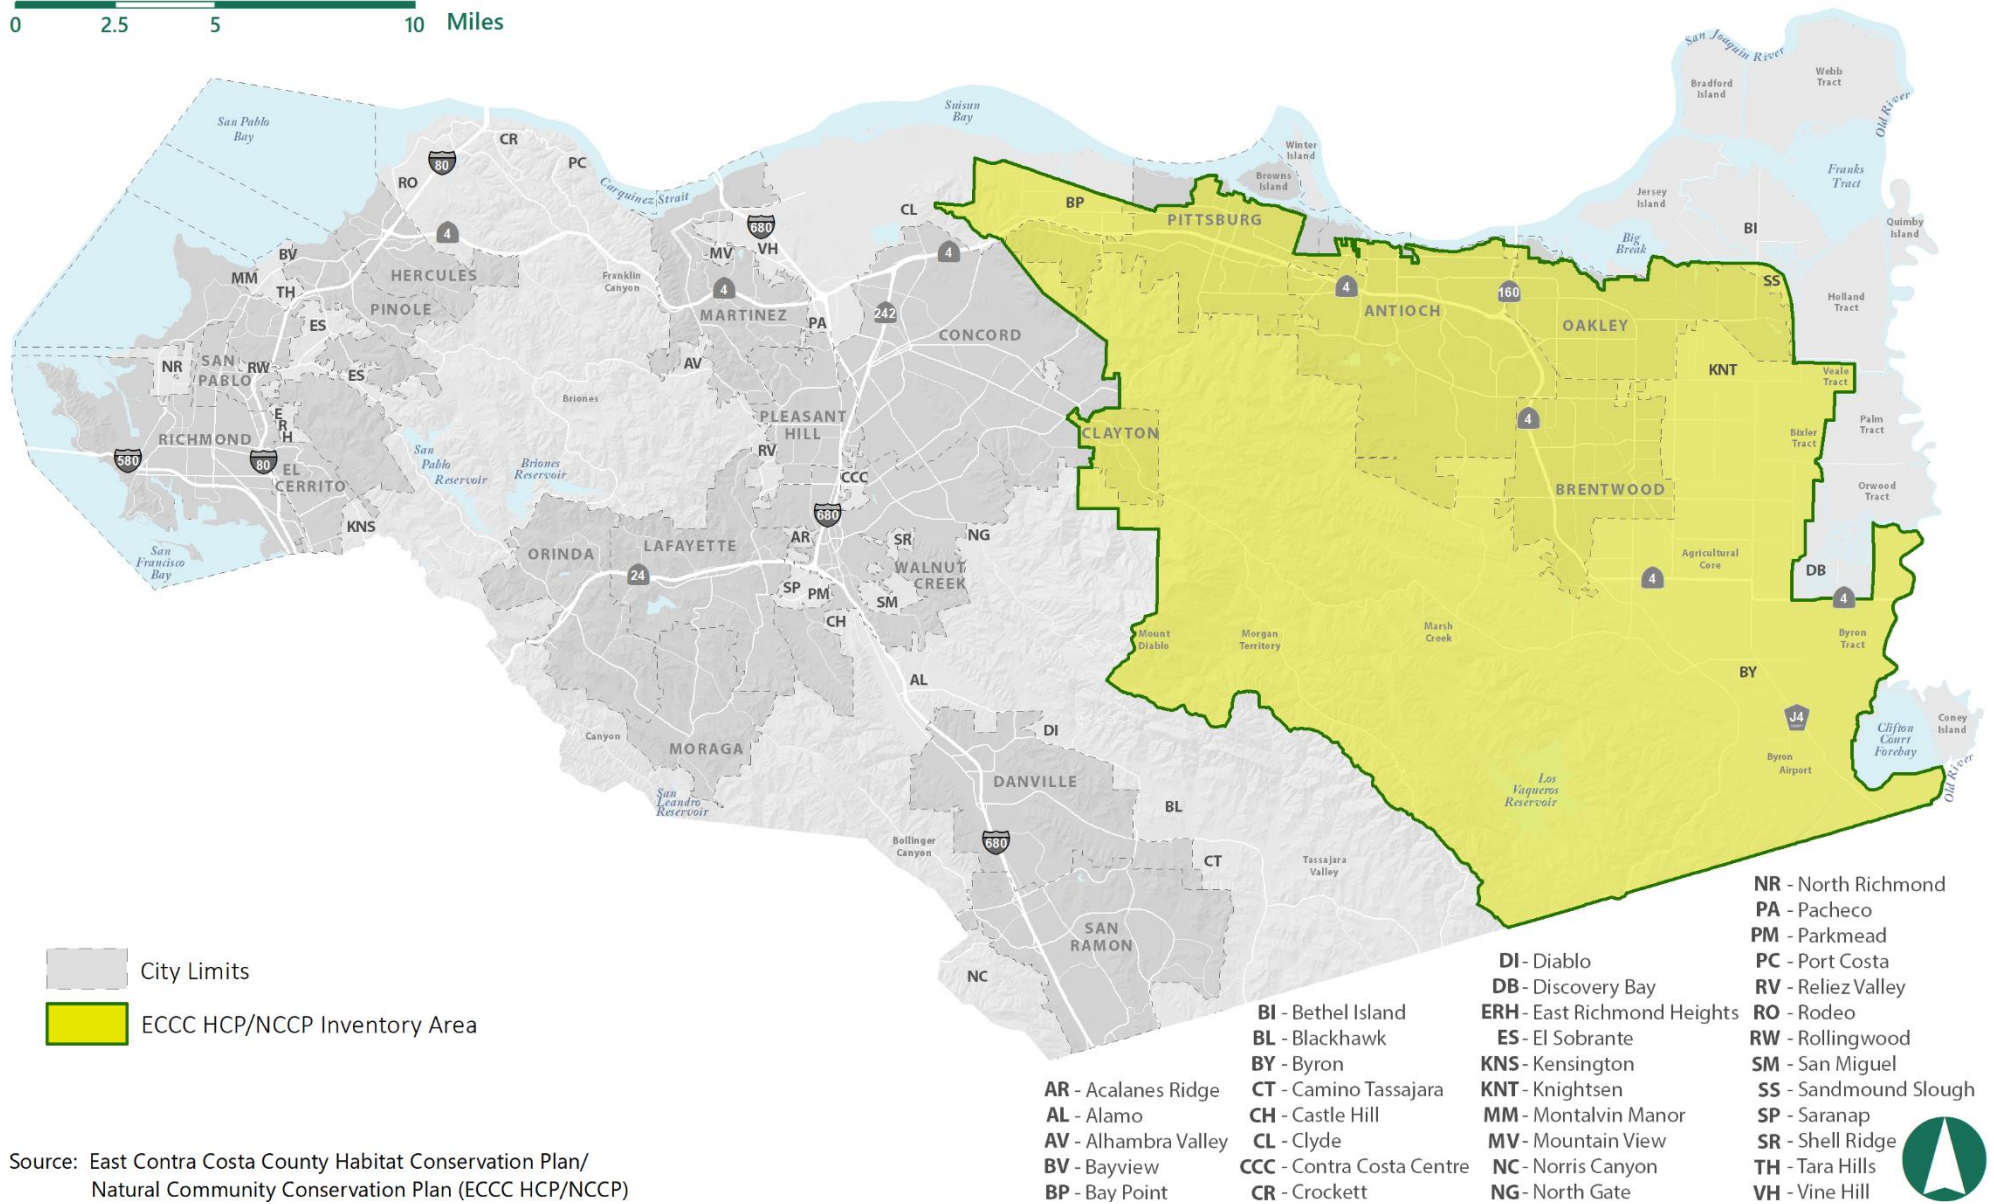 0 2.5 5 10 Miles
San Joaquin River
Webb
Tract
Bradford
Island
Old River
Suisun
Bay
San Pablo
Bay
CR
80
PC
Winter
Island
Franks
Tract
RO
Carquinez Strait
Browns
Island
Jersey
Island
CL
BP
PITTSBURG
680
4
BI
Quimby
Island
BV
MV
VH
4
Big
Break
MM
TH
HERCULES
Franklin
Canyon
4
4
160
SS
PINOLE
MARTINEZ
242
ANTIOCH
Holland
Tract
ES
PA
CONCORD
OAKLEY
NR
SAN
PABLO
RW
ES
AV
KNT
Veale
Tract
Briones
E
R
H
PLEASANT
HILL
CLAYTON
4
Palm
Tract
RICHMOND
Bixler
Tract
580
80
EL
CERRITO
San
Pablo
Reservoir
Briones
Reservoir
RV
CCC
BRENTWOOD
Orwood
Tract
KNS
680
San
Francisco
Bay
ORINDA
LAFAYETTE
AR
SR
NG
Agricultural
Core
24
WALNUT
CREEK
DB
SP
PM
SM
4
4
CH
Mount
Diablo
Morgan
Territory
Marsh
Creek
Byron
Tract
AL
BY
J4
Canyon
MORAGA
DI
Clifton
Court
Forebay
Coney
Island
Byron
Airport
Old River
DANVILLE
Los
Vaqueros
Reservoir
San
Leandro
Reservoir
BL
680
Bollinger
Canyon
CT
Tassajara
Valley
SAN
RAMON
NC
City Limits
ECCC HCP/NCCP Inventory Area
AR - Acalanes Ridge
AL - Alamo
AV - Alhambra Valley
BV - Bayview
BP - Bay Point
BI - Bethel Island
BL - Blackhawk
BY - Byron
CT - Camino Tassajara
CH - Castle Hill
CL - Clyde
CCC - Contra Costa Centre
CR - Crockett
DI - Diablo
DB - Discovery Bay
ERH - East Richmond Heights
ES - El Sobrante
KNS - Kensington
KNT - Knightsen
MM - Montalvin Manor
MV - Mountain View
NC - Norris Canyon
NG - North Gate
NR - North Richmond
PA - Pacheco
PM - Parkmead
PC - Port Costa
RV - Reliez Valley
RO - Rodeo
RW - Rollingwood
SM - San Miguel
SS - Sandmound Slough
SP - Saranap
SR - Shell Ridge
TH - Tara Hills
VH - Vine Hill
Source: East Contra Costa County Habitat Conservation Plan/
Natural Community Conservation Plan (ECCC HCP/NCCP)